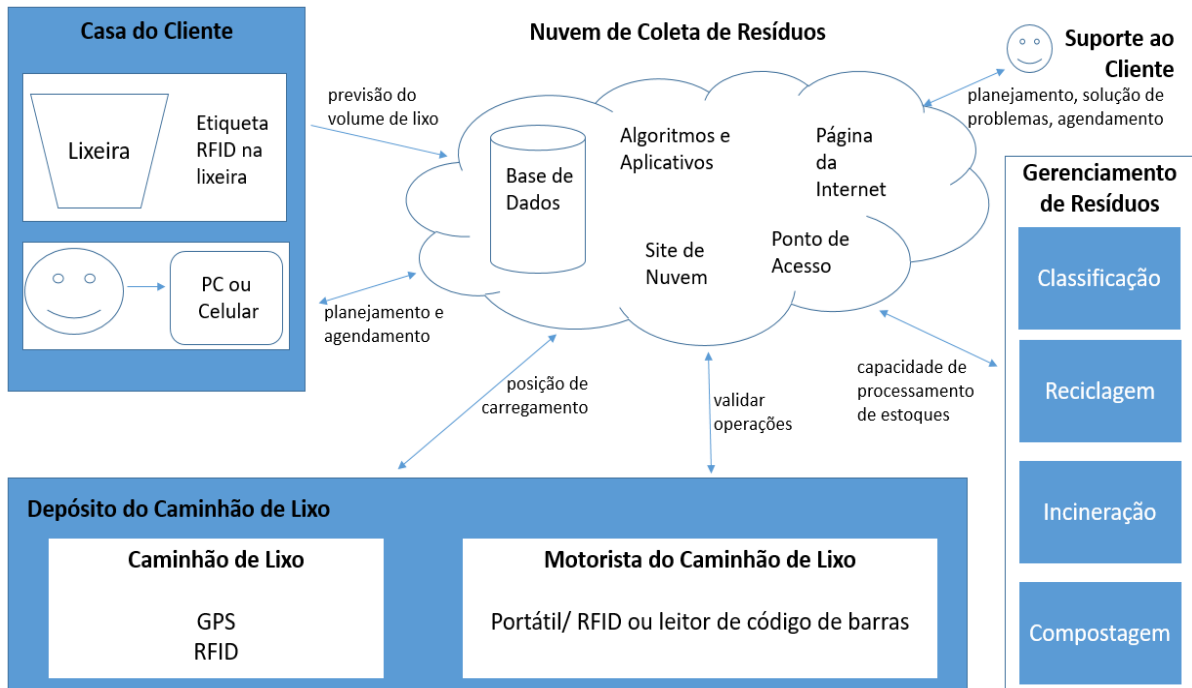 Casa do Cliente
Lixeira
Etiqueta
RFID na
lixeira
PC ou
Celular
previsão do
volume de lixo
planejamento e
agendamento
Nuvem de Coleta de Resíduos
Base de
Dados
Algoritmos e
Aplicativos
Página
da
Internet
Site de
Nuvem
Ponto de
Acesso
Suporte ao
Cliente
planejamento, solução de
problemas, agendamento
posição de
carregamento
validar
operações
capacidade de
processamento
de estoques
Gerenciamento
de Resíduos
Classificação
Reciclagem
Incineração
Compostagem
Depósito do Caminhão de Lixo
Caminhão de Lixo
GPS
RFID
Motorista do Caminhão de Lixo
Portátil/ RFID ou leitor de código de barras